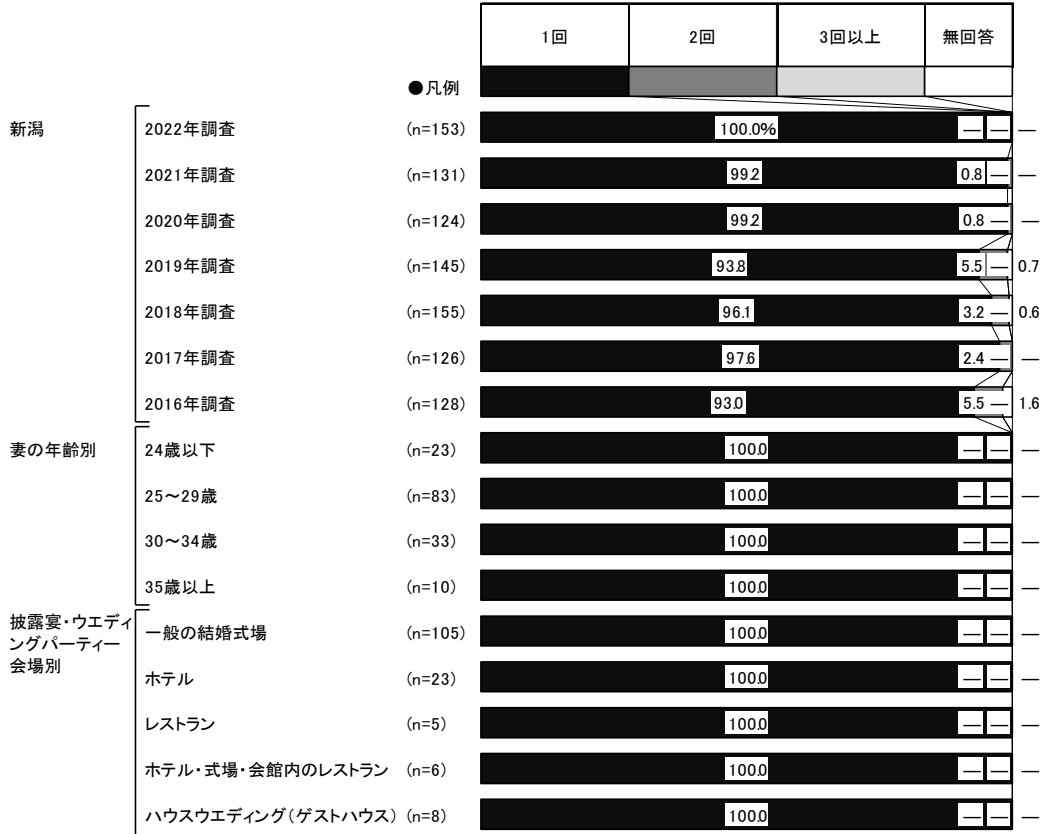 1回 2回 3回以上 無回答
●凡例
新潟 2022年調査 (n=153) 100.0% — — —
2021年調査 (n=131) 99.2 0.8 — —
2020年調査 (n=124) 99.2 0.8 — —
2019年調査 (n=145) 93.8 5.5 — 0.7
2018年調査 (n=155) 96.1 3.2 — 0.6
2017年調査 (n=126) 97.6 2.4 — —
2016年調査 (n=128) 93.0 5.5 — 1.6
妻の年齢別 24歳以下 (n=23) 100.0 — — —
25～29歳 (n=83) 100.0 — — —
30～34歳 (n=33) 100.0 — — —
35歳以上 (n=10) 100.0 — — —
披露宴・ウエディ
ングパーティー
会場別
一般の結婚式場 (n=105) 100.0 — — —
ホテル (n=23) 100.0 — — —
レストラン (n=5) 100.0 — — —
ホテル・式場・会館内のレストラン (n=6) 100.0 — — —
ハウスウエディング(ゲストハウス) (n=8) 100.0 — — —